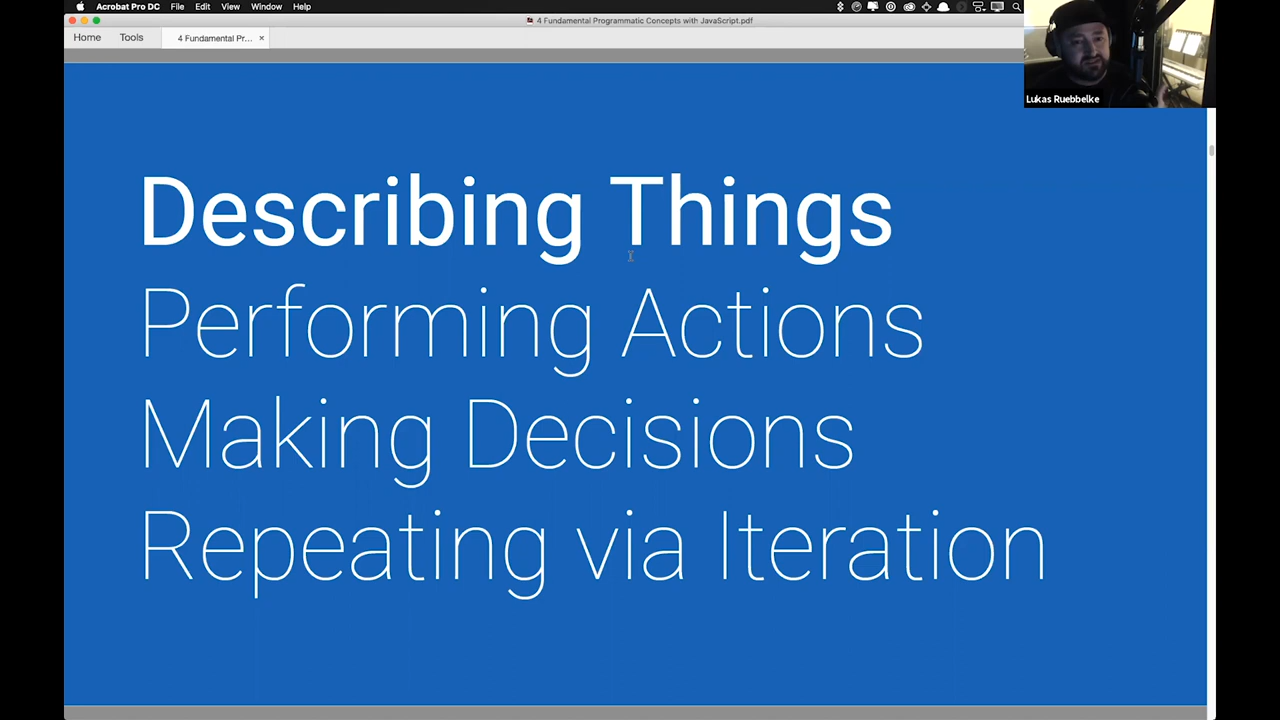 Acrobat Pro DC File Edit View Window Help
4 Fundamental Programmatic Concepts with JavaScript.pdf
Home Tools 4 Fundamental Pr... ×
Lukas Ruebbelke
Describing Things
Performing Actions
Making Decisions
Repeating via Iteration